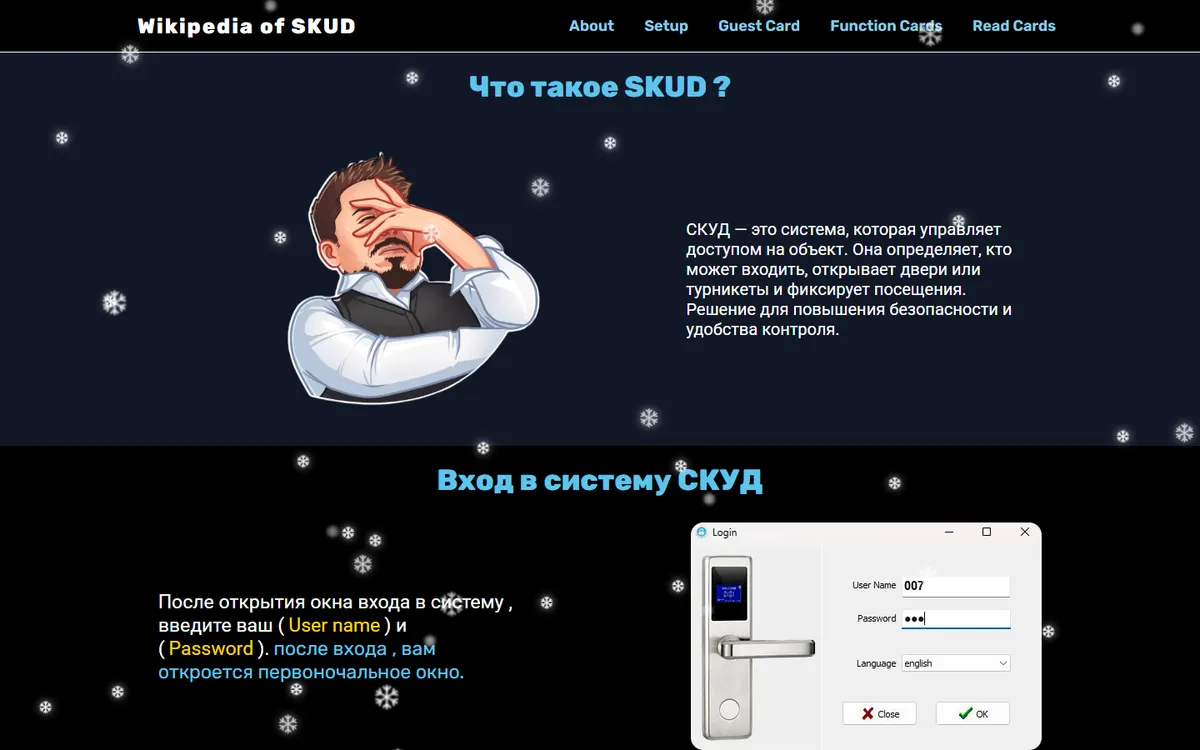 Wikipedia of SKUD
About Setup Guest Card Function Cards Read Cards
Что такое SKUD ?
СКУД — это система, которая управляет
доступом на объект. Она определяет, кто
может входить, открывает двери или
турникеты и фиксирует посещения.
Решение для повышения безопасности и
удобства контроля.
Вход в систему СКУД
После открытия окна входа в систему ,
введите ваш ( User name ) и
( Password ). после входа , вам
откроется первоночальное окно.
Login
User Name 007
Password ●●●
Language english
Close OK